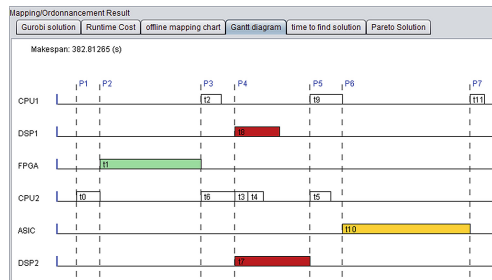 Mapping/Ordonnancement Result
Gurobi solution Runtime Cost offline mapping chart Gantt diagram time to find solution Pareto Solution
Makespan: 382.81265 (s)
P1 P2 P3 P4 P5 P6 P7
CPU1 t2 t9 t11
DSP1 t8
FPGA t1
CPU2 t0 t6 t3 t4 t5
ASIC t10
DSP2 t7